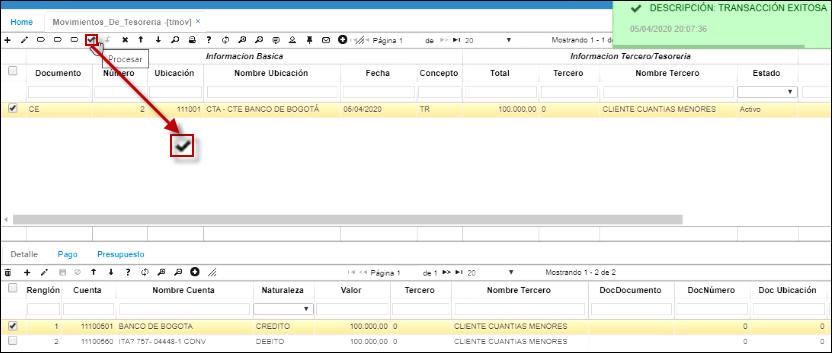 DESCRIPCIÓN: TRANSACCIÓN EXITOSA
05/04/2020 20:07:36
Home Movimientos_De_Tesoreria -[tmov] ×
Página 1 de 1 20 Mostrando 1 - 1
Procesar
Informacion Basica Informacion Tercero/Tesoreria
Documento Número Ubicación Nombre Ubicación Fecha Concepto Total Tercero Nombre Tercero Estado
CE 2 111001 CTA - CTE BANCO DE BOGOTÁ 05/04/2020 TR 100.000,00 0 CLIENTE CUANTIAS MENORES Activo
Detalle Pago Presupuesto
Página 1 de 1 20 Mostrando 1 - 2 de 2
Renglón Cuenta Nombre Cuenta Naturaleza Valor Tercero Nombre Tercero DocDocumento DocNúmero Doc Ubicación
1 11100501 BANCO DE BOGOTA CREDITO 100.000,00 0 CLIENTE CUANTIAS MENORES 0 0
2 11100560 ITA? 757- 04448-1 CONV DEBITO 100.000,00 0 CLIENTE CUANTIAS MENORES 0 0